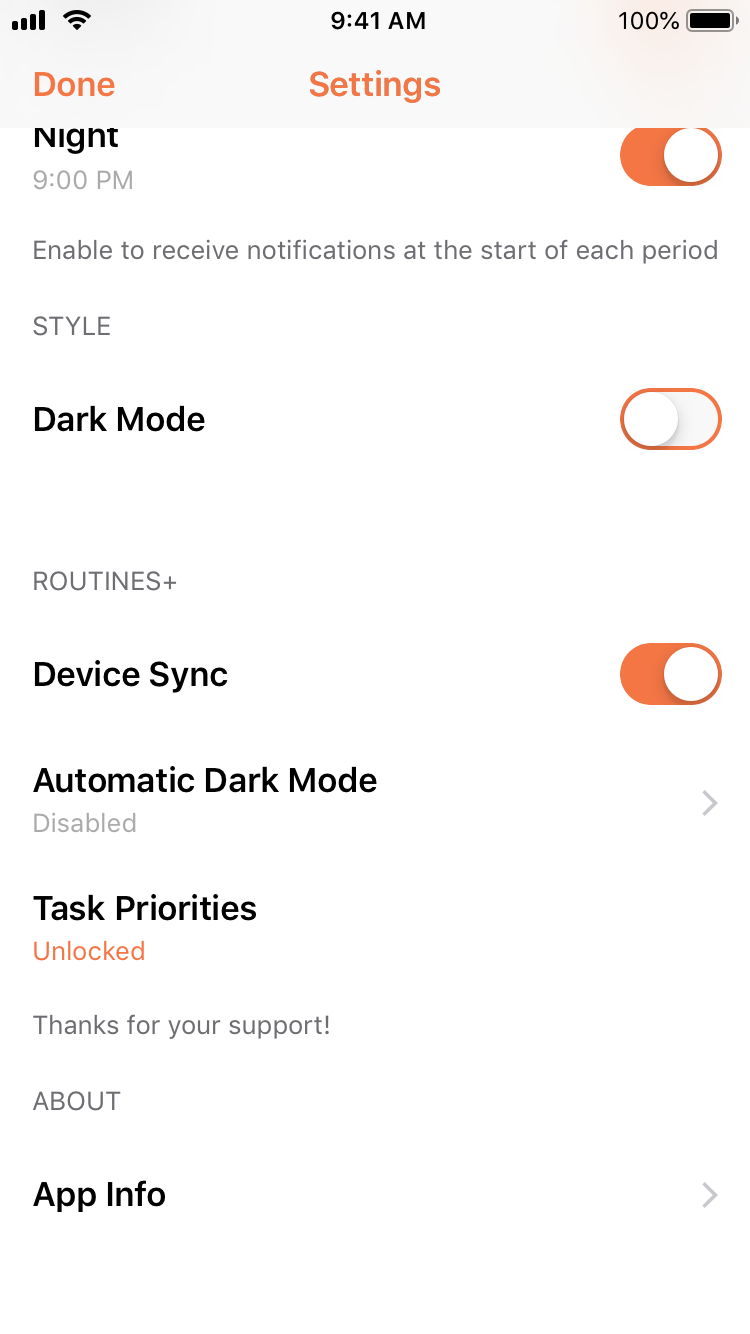 9:41 AM
100%
Done
Settings
Night
9:00 PM
Enable to receive notifications at the start of each period
STYLE
Dark Mode
ROUTINES+
Device Sync
Automatic Dark Mode
Disabled
Task Priorities
Unlocked
Thanks for your support!
ABOUT
App Info